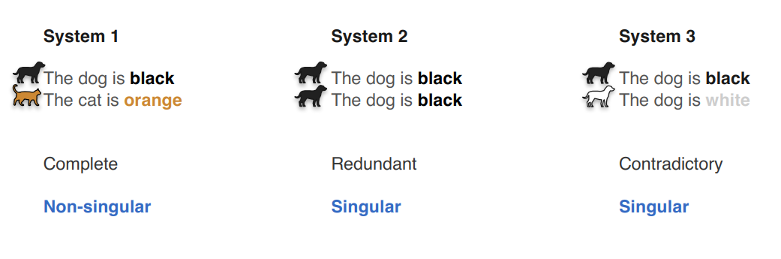 System 1
The dog is black
The cat is orange
Complete
Non-singular
System 2
The dog is black
The dog is black
Redundant
Singular
System 3
The dog is black
The dog is white
Contradictory
Singular